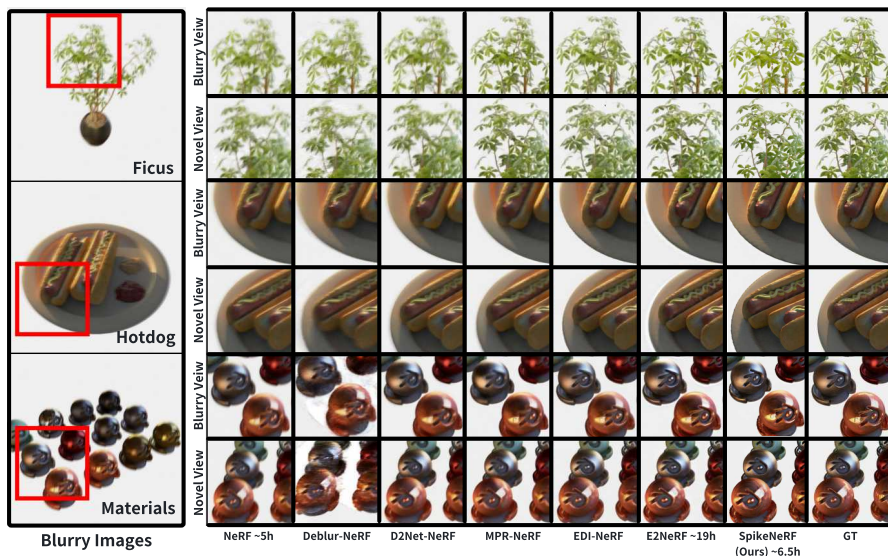 Ficus
Hotdog
Materials
Blurry Images
Blurry Veiw
Novel View
Blurry Veiw
Novel View
Blurry Veiw
Novel View
NeRF ~5h
Deblur-NeRF
D2Net-NeRF
MPR-NeRF
EDI-NeRF
E2NeRF ~19h
SpikeNeRF
(Ours) ~6.5h
GT